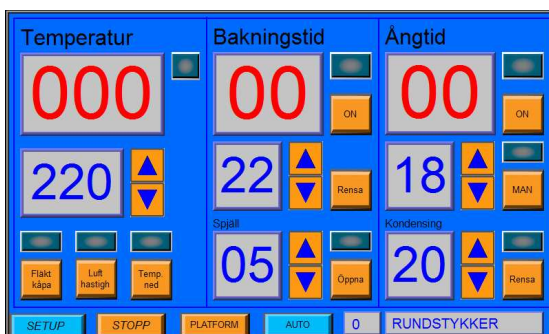 Temperatur
Bakningstid
Ångtid
000
00
00
ON
ON
220
22
18
Rensa
MAN
Spjäll
Kondensing
05
20
Fläkt
kåpa
Luft
hastigh
Temp.
ned
Öppna
Rensa
SETUP
STOPP
PLATFORM
AUTO
0
RUNDSTYKKER